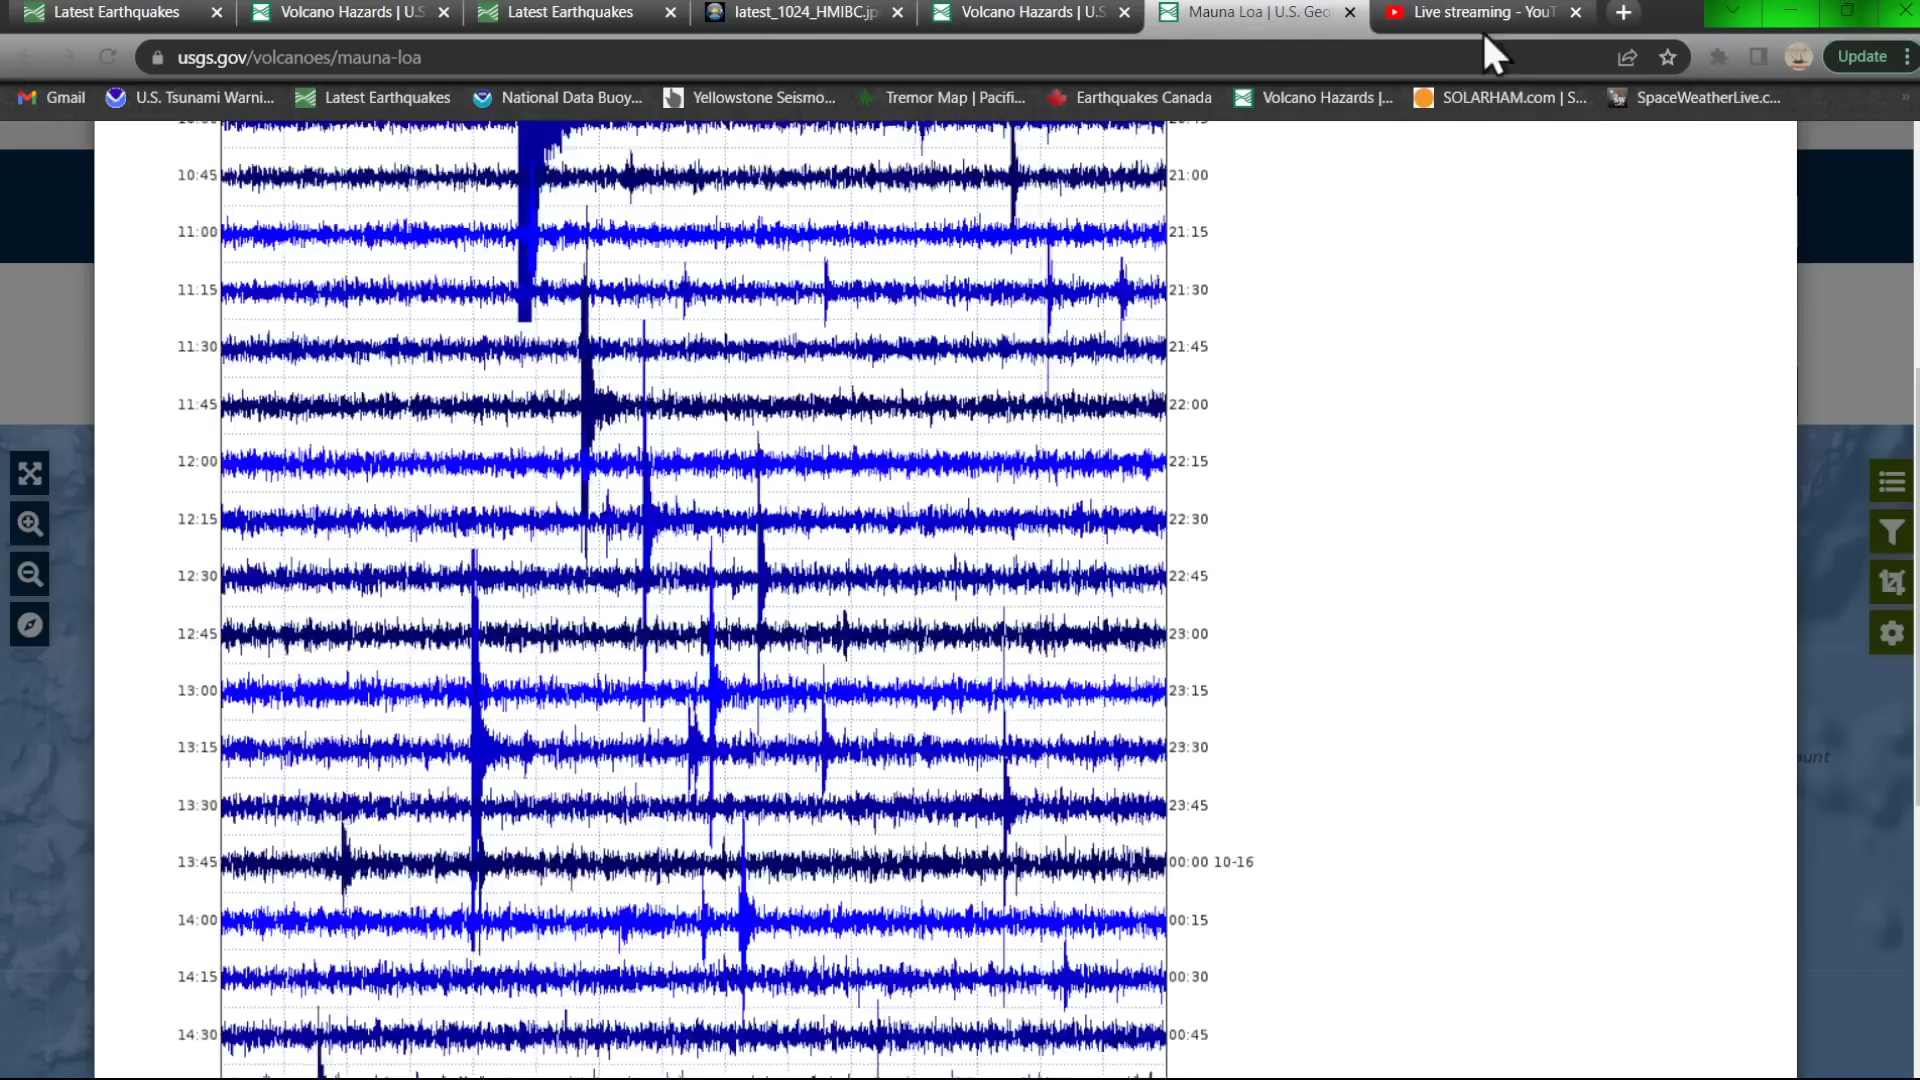 Latest Earthquakes
Volcano Hazards | U.S
Latest Earthquakes
latest_1024_HMIBC.jp
Volcano Hazards | U.S
Mauna Loa | U.S. Geo
Live streaming - YouT
usgs.gov/volcanoes/mauna-loa
Update
Gmail
U.S. Tsunami Warni...
Latest Earthquakes
National Data Buoy...
Yellowstone Seismo...
Tremor Map | Pacifi...
Earthquakes Canada
Volcano Hazards |...
SOLARHAM.com | S...
SpaceWeatherLive.c...
10:45 21:00
11:00 21:15
11:15 21:30
11:30 21:45
11:45 22:00
12:00 22:15
12:15 22:30
12:30 22:45
12:45 23:00
13:00 23:15
13:15 23:30
13:30 23:45
13:45 00:00 10-16
14:00 00:15
14:15 00:30
14:30 00:45